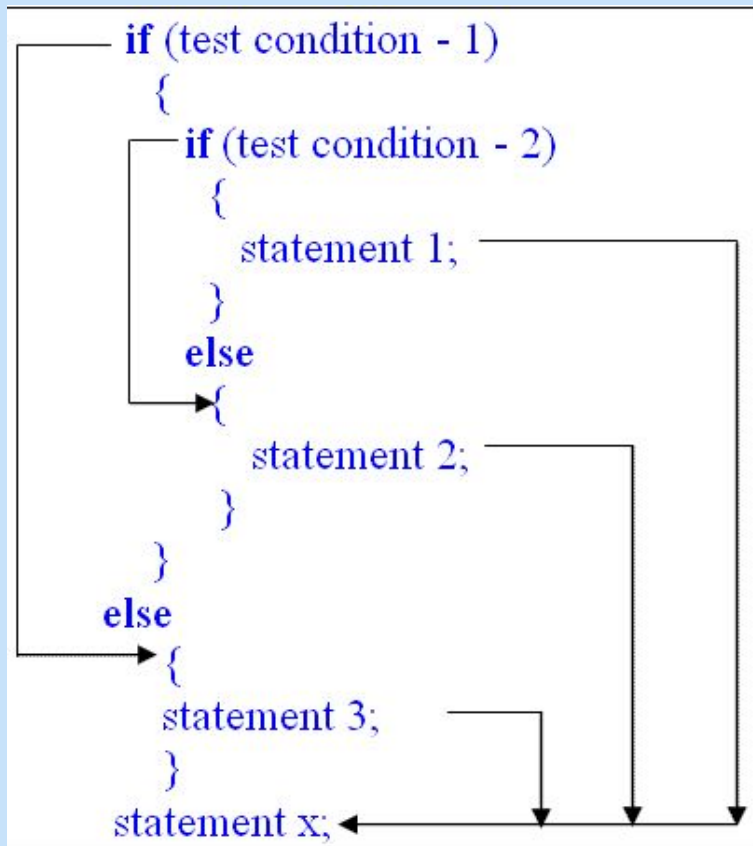 if (test condition - 1)
{
if (test condition - 2)
{
statement 1;
}
else
{
statement 2;
}
}
else
{
statement 3;
}
statement x;